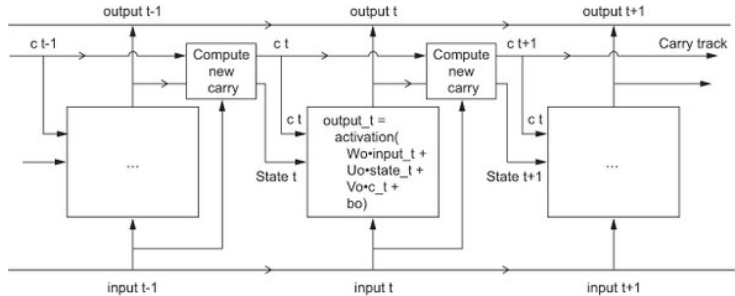 output t-1
output t
output t+1
c t-1
Compute
new
carry
c t
Compute
new
carry
c t+1
Carry track
...
c t
output_t =
activation(
Wo•input_t +
Uo•state_t +
Vo•c_t +
bo)
c t
...
State t
State t+1
input t-1
input t
input t+1